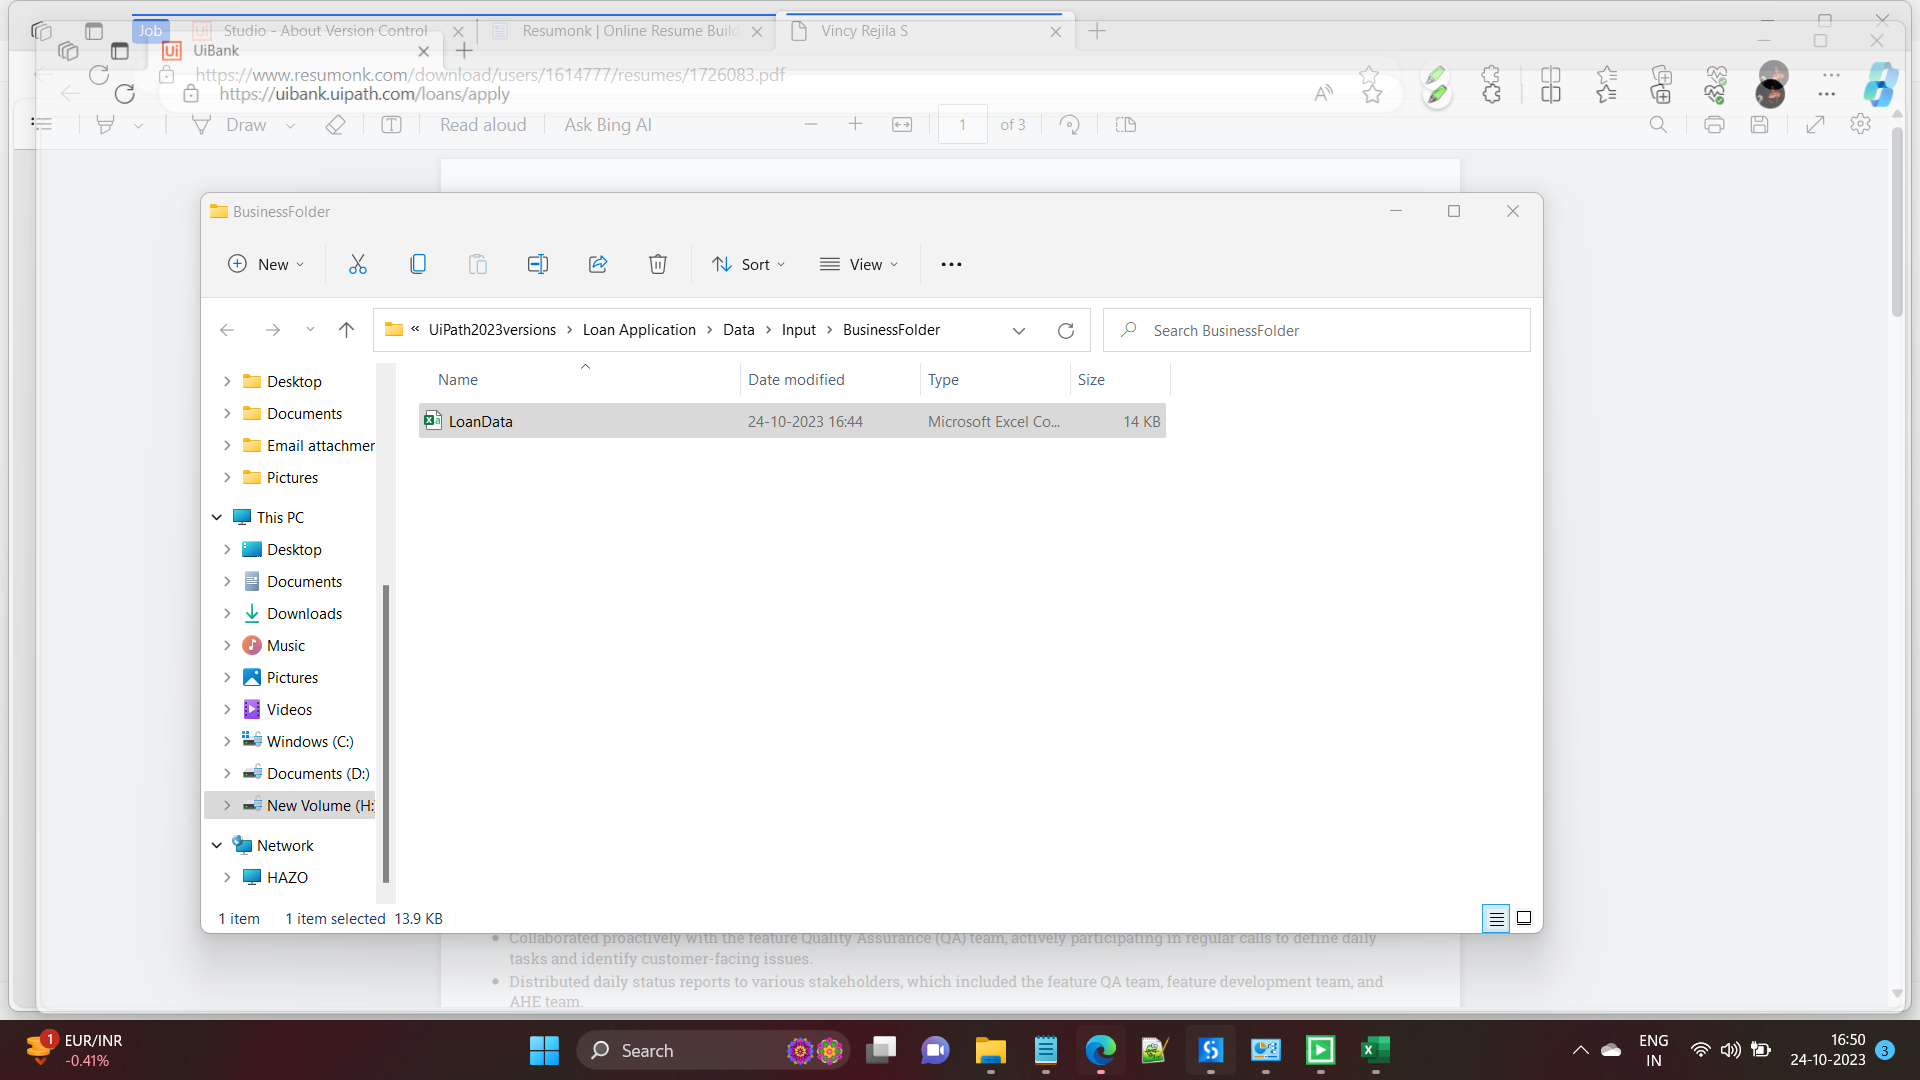 Job
Studio - About Version Control
Resumonk | Online Resume Build
Vincy Rejila S
UiBank
https://www.resumonk.com/download/users/1614777/resumes/1726083.pdf
https://uibank.uipath.com/loans/apply
Draw
Read aloud
Ask Bing AI
1
of 3
BusinessFolder
New
Sort
View
UiPath2023versions > Loan Application > Data > Input > BusinessFolder
Search BusinessFolder
Name
Date modified
Type
Size
LoanData
24-10-2023 16:44
Microsoft Excel Co...
14 KB
Desktop
Documents
Email attachmen
Pictures
This PC
Desktop
Documents
Downloads
Music
Pictures
Videos
Windows (C:)
Documents (D:)
New Volume (H:
Network
HAZO
1 item
1 item selected 13.9 KB
Collaborated proactively with the feature Quality Assurance (QA) team, actively participating in regular calls to define daily
tasks and identify customer-facing issues.
Distributed daily status reports to various stakeholders, which included the feature QA team, feature development team, and
AHE team.
1
EUR/INR
-0.41%
Search
ENG
IN
16:50
24-10-2023
3